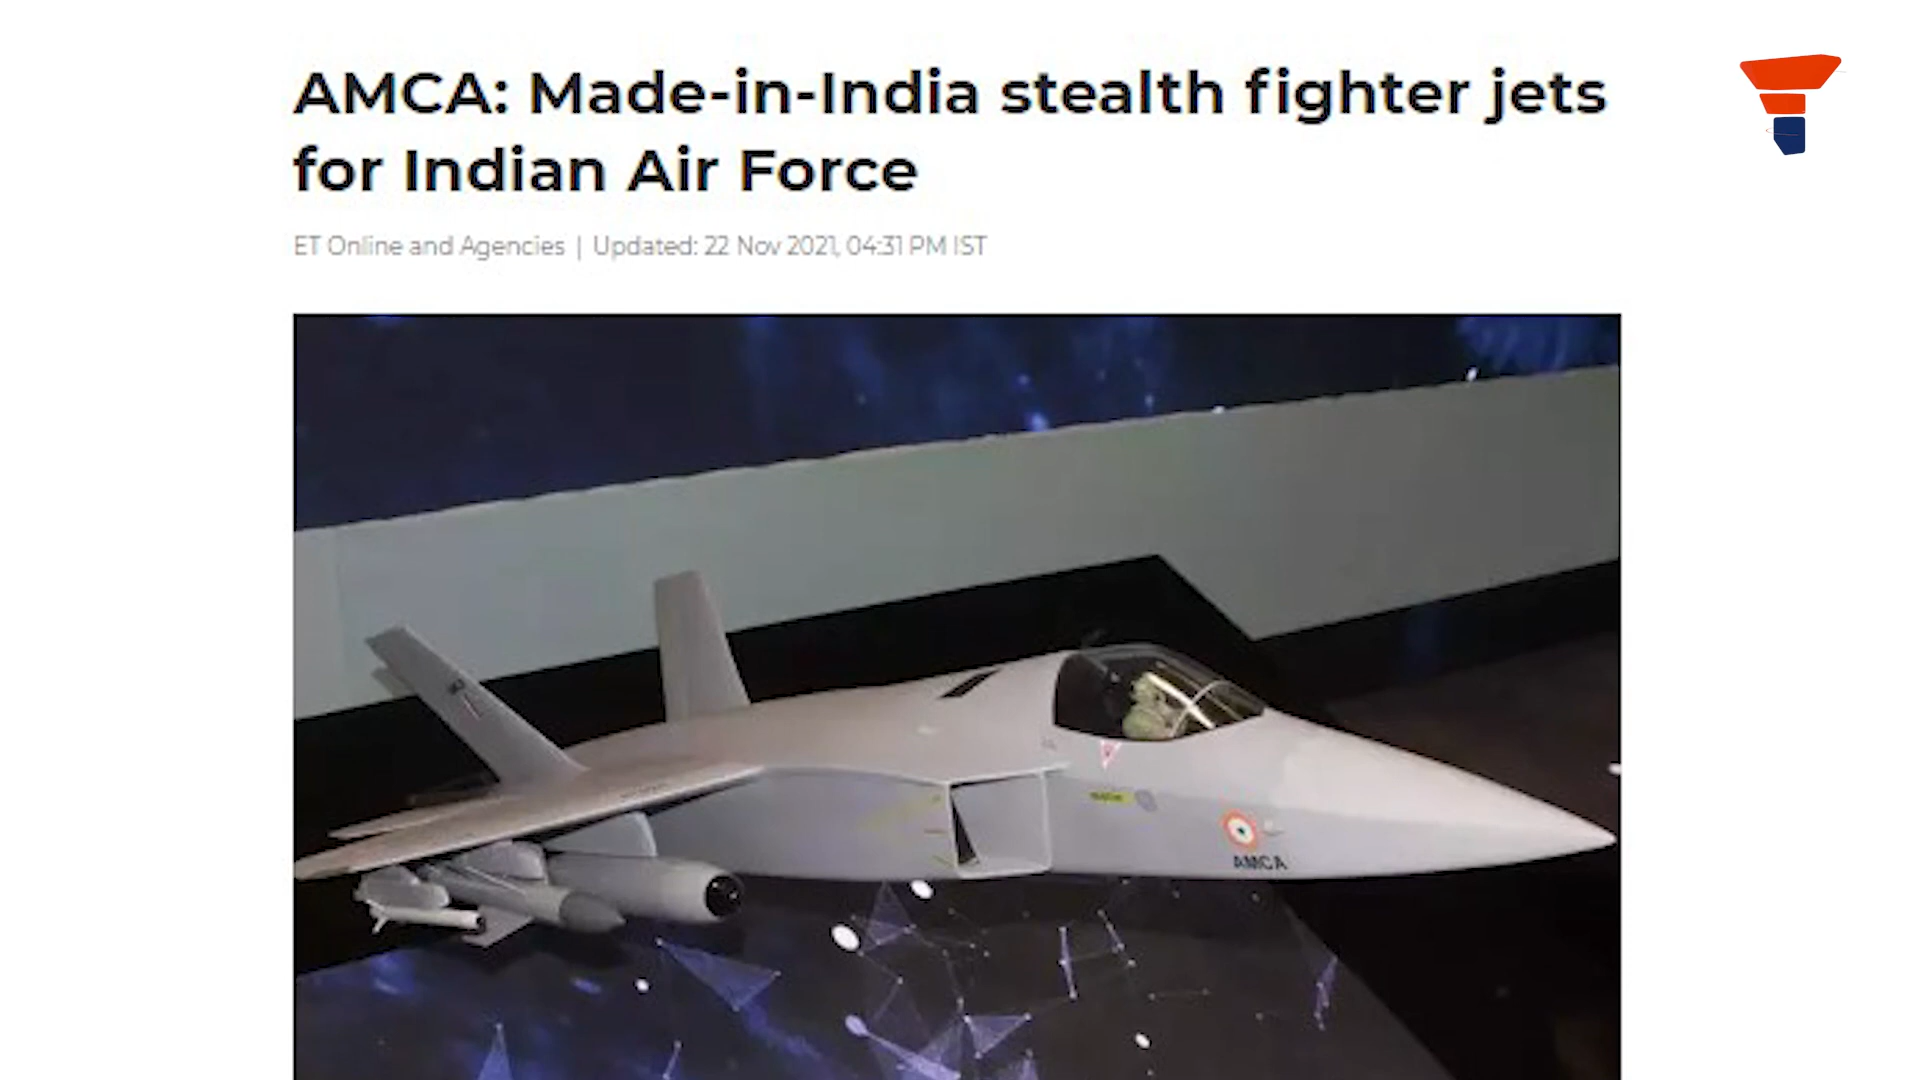 AMCA: Made-in-India stealth fighter jets
for Indian Air Force
ET Online and Agencies | Updated: 22 Nov 2021, 04:31 PM IST
AMCA